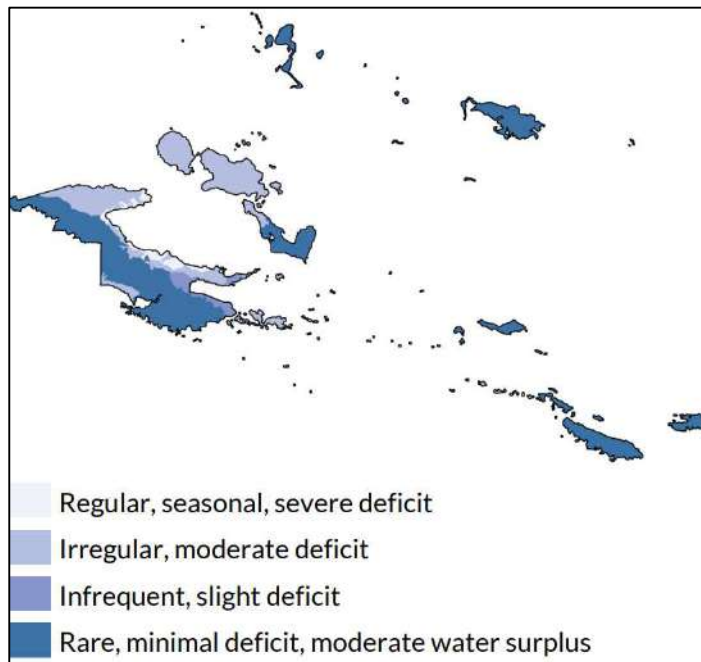 Regular, seasonal, severe deficit
Irregular, moderate deficit
Infrequent, slight deficit
Rare, minimal deficit, moderate water surplus